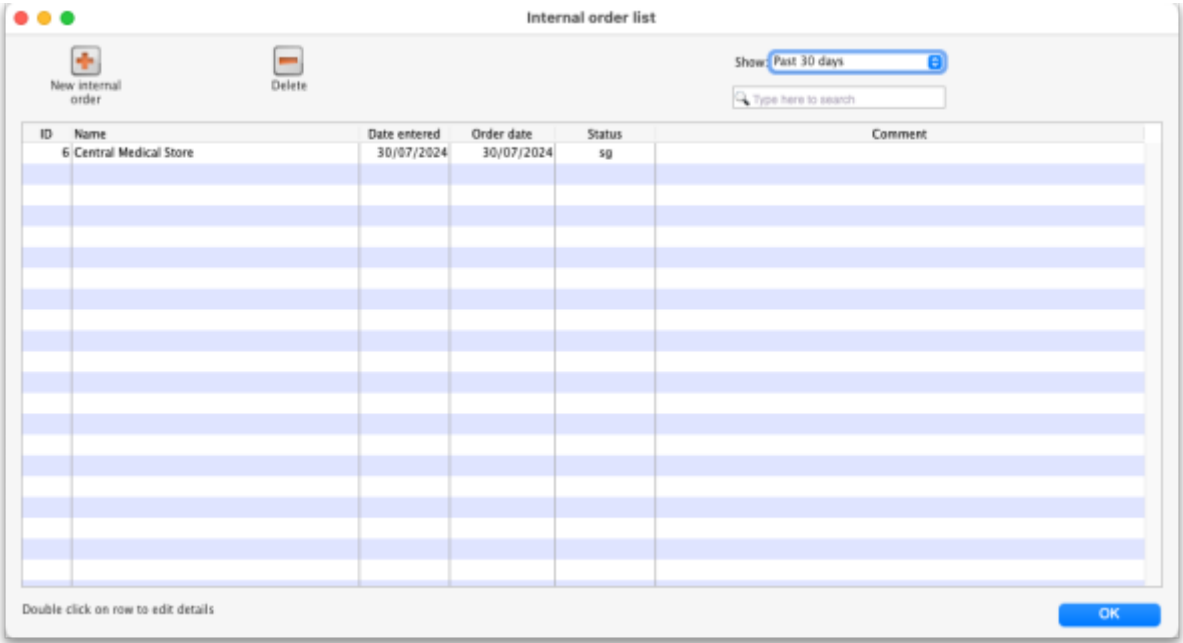 Internal order list
New internal
order
Delete
Show: Past 30 days
Type here to search
ID Name Date entered Order date Status Comment
6 Central Medical Store 30/07/2024 30/07/2024 sg
Double click on row to edit details
OK